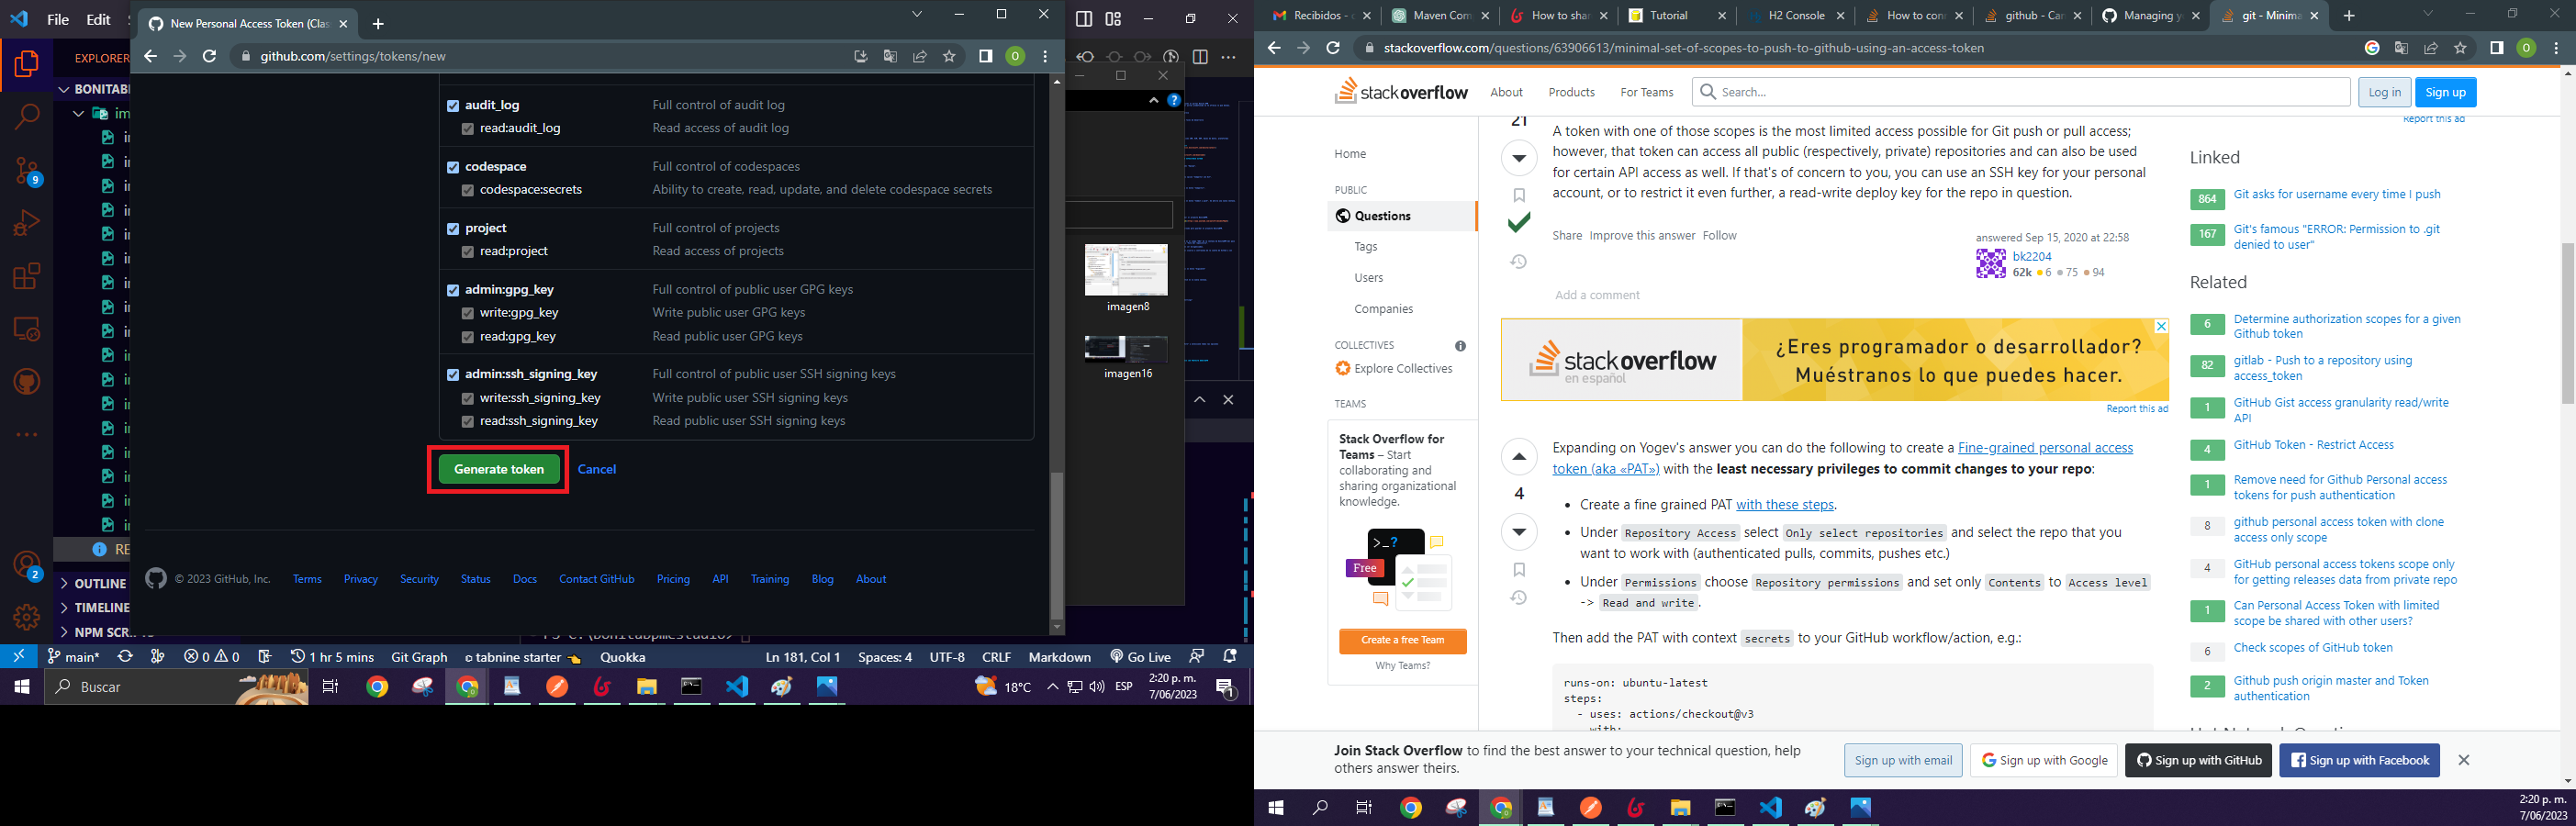 File Edit
New Personal Access Token (Clas
github.com/settings/tokens/new
EXPLORER
audit_log Full control of audit log
read:audit_log Read access of audit log
codespace Full control of codespaces
codespace:secrets Ability to create, read, update, and delete codespace secrets
project Full control of projects
read:project Read access of projects
admin:gpg_key Full control of public user GPG keys
write:gpg_key Write public user GPG keys
read:gpg_key Read public user GPG keys
admin:ssh_signing_key Full control of public user SSH signing keys
write:ssh_signing_key Write public user SSH signing keys
read:ssh_signing_key Read public user SSH signing keys
Generate token Cancel
© 2023 GitHub, Inc. Terms Privacy Security Status Docs Contact GitHub Pricing API Training Blog About
imagen8
imagen16
9
2
OUTLINE
TIMELINE
main* 0 0 1 hr 5 mins Git Graph tabnine starter Quokka Ln 181, Col 1 Spaces: 4 UTF-8 CRLF Markdown Go Live
Buscar 18°C ESP 2:20 p. m.
7/06/2023
1
Recibidos - Maven Com How to sha Tutorial H2 Console How to con github - Can Managing y git - Minima
stackoverflow.com/questions/63906613/minimal-set-of-scopes-to-push-to-github-using-an-access-token
stackoverflow About Products For Teams Search... Log in Sign up
Home
PUBLIC
Questions
Tags
Users
Companies
COLLECTIVES
Explore Collectives
TEAMS
Stack Overflow for
Teams – Start
collaborating and
sharing organizational
knowledge.
>_?
Free
Create a free Team
Why Teams?
21
A token with one of those scopes is the most limited access possible for Git push or pull access;
however, that token can access all public (respectively, private) repositories and can also be used
for certain API access as well. If that's of concern to you, you can use an SSH key for your personal
account, or to restrict it even further, a read-write deploy key for the repo in question.
Share Improve this answer Follow
answered Sep 15, 2020 at 22:58
bk2204
62k 6 75 94
Add a comment
stackoverflow
en español
¿Eres programador o desarrollador?
Muéstranos lo que puedes hacer.
Report this ad
4
Expanding on Yogev's answer you can do the following to create a Fine-grained personal access
token (aka «PAT») with the least necessary privileges to commit changes to your repo:
• Create a fine grained PAT with these steps.
• Under Repository Access select Only select repositories and select the repo that you
want to work with (authenticated pulls, commits, pushes etc.)
• Under Permissions choose Repository permissions and set only Contents to Access level
-> Read and write.
Then add the PAT with context secrets to your GitHub workflow/action, e.g.:
runs-on: ubuntu-latest
steps:
- uses: actions/checkout@v3
with:
Report this ad
Linked
864 Git asks for username every time I push
167 Git's famous "ERROR: Permission to .git
denied to user"
Related
6 Determine authorization scopes for a given
Github token
82 gitlab - Push to a repository using
access_token
1 GitHub Gist access granularity read/write
API
4 GitHub Token - Restrict Access
1 Remove need for Github Personal access
tokens for push authentication
8 github personal access token with clone
access only scope
4 GitHub personal access tokens scope only
for getting releases data from private repo
1 Can Personal Access Token with limited
scope be shared with other users?
6 Check scopes of GitHub token
2 Github push origin master and Token
authentication
Join Stack Overflow to find the best answer to your technical question, help
others answer theirs.
Sign up with email Sign up with Google Sign up with GitHub Sign up with Facebook
2:20 p. m.
7/06/2023